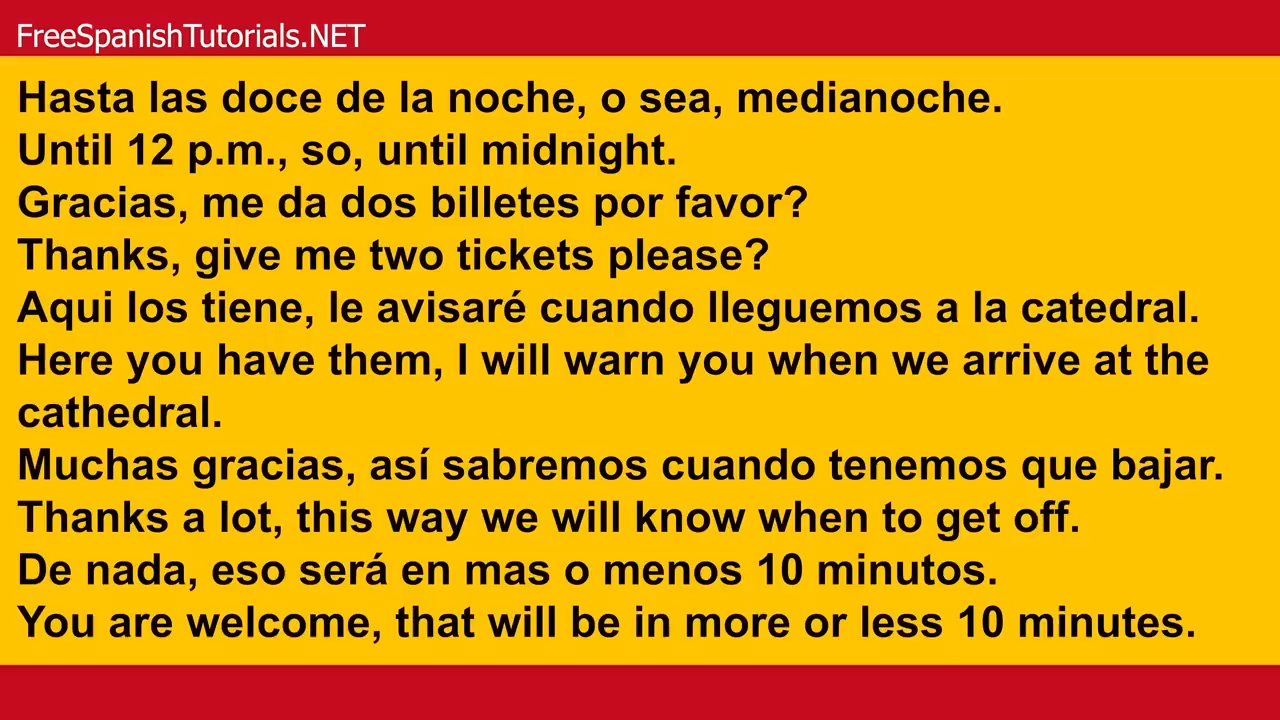 FreeSpanishTutorials.NET
Hasta las doce de la noche, o sea, medianoche.
Until 12 p.m., so, until midnight.
Gracias, me da dos billetes por favor?
Thanks, give me two tickets please?
Aqui los tiene, le avisaré cuando lleguemos a la catedral.
Here you have them, I will warn you when we arrive at the
cathedral.
Muchas gracias, así sabremos cuando tenemos que bajar.
Thanks a lot, this way we will know when to get off.
De nada, eso será en mas o menos 10 minutos.
You are welcome, that will be in more or less 10 minutes.